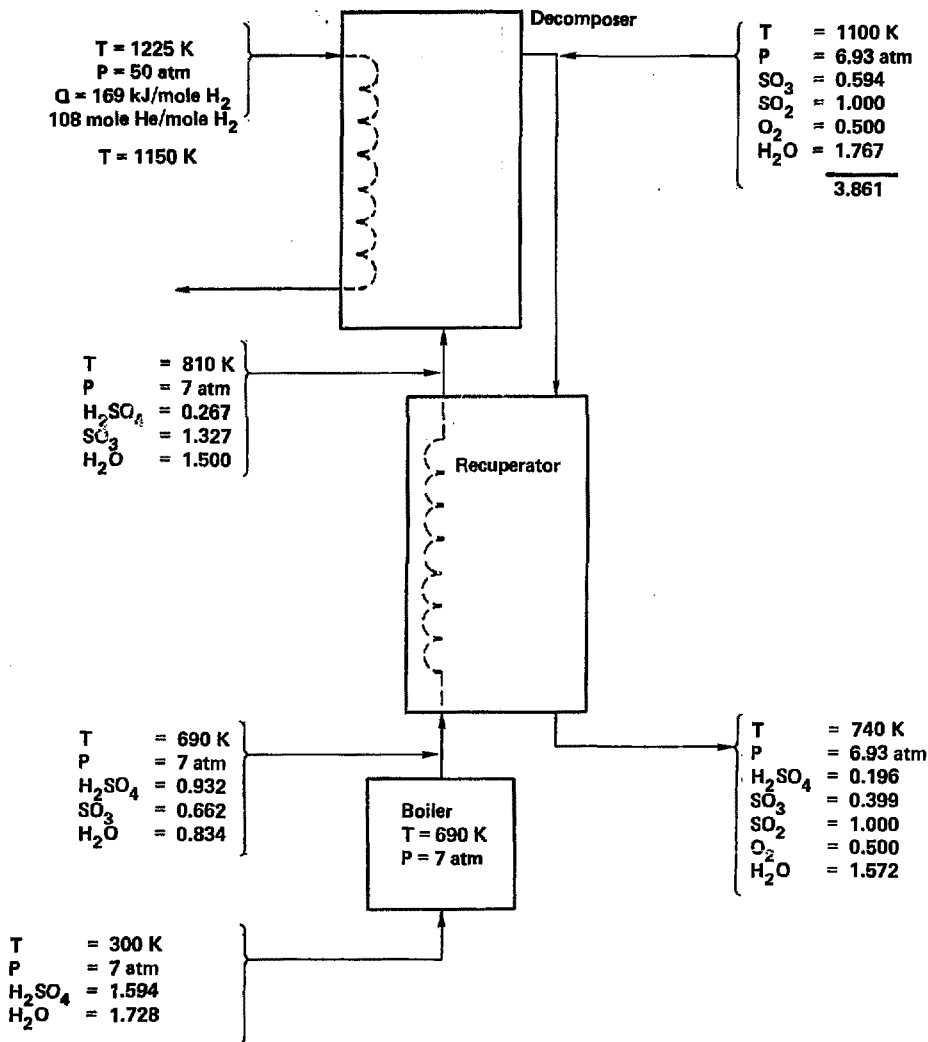 Decomposer
T = 1225 K
P = 50 atm
Q = 169 kJ/mole H₂
108 mole He/mole H₂
T = 1150 K
T = 1100 K
P = 6.93 atm
SO₃ = 0.594
SO₂ = 1.000
O₂ = 0.500
H₂O = 1.767
3.861
T = 810 K
P = 7 atm
H₂SO₄ = 0.267
SO₃ = 1.327
H₂O = 1.500
Recuperator
T = 690 K
P = 7 atm
H₂SO₄ = 0.932
SO₃ = 0.662
H₂O = 0.834
Boiler
T = 690 K
P = 7 atm
T = 740 K
P = 6.93 atm
H₂SO₄ = 0.196
SO₃ = 0.399
SO₂ = 1.000
O₂ = 0.500
H₂O = 1.572
T = 300 K
P = 7 atm
H₂SO₄ = 1.594
H₂O = 1.728